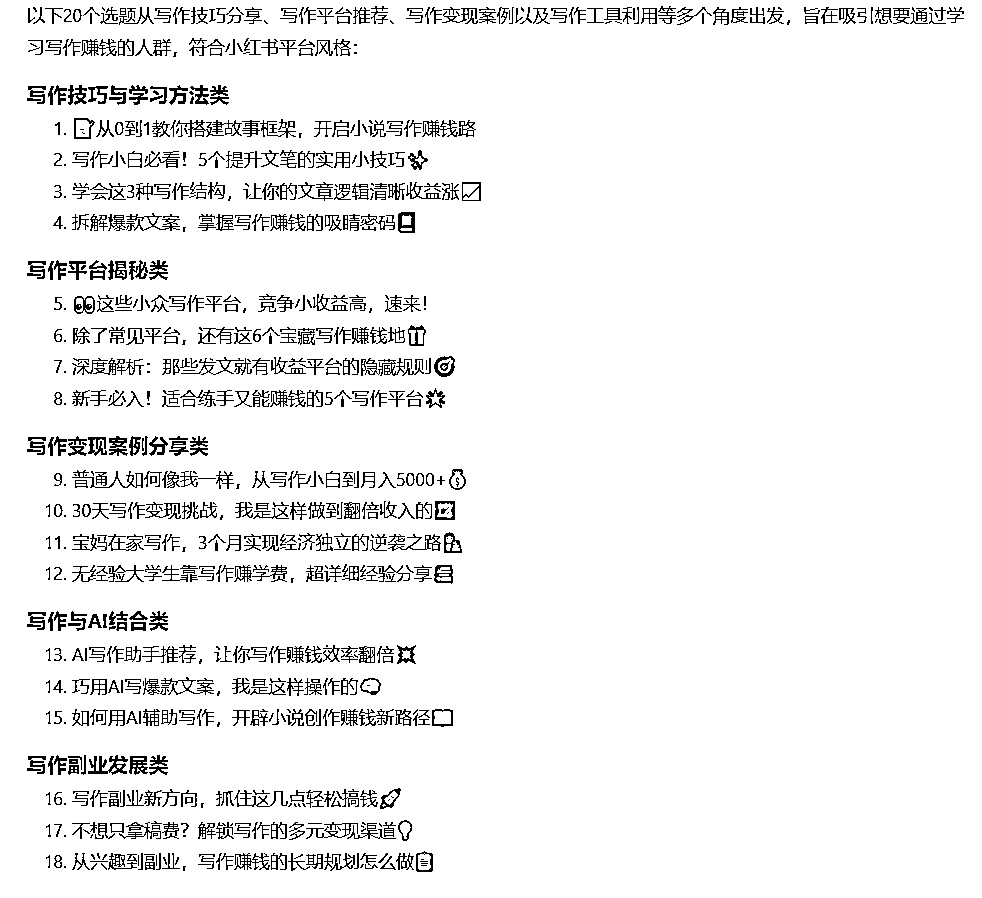 以下20个选题从写作技巧分享、写作平台推荐、写作变现案例以及写作工具利用等多个角度出发，旨在吸引想要通过学
习写作赚钱的人群，符合小红书平台风格：
写作技巧与学习方法类
1. 📝从0到1教你搭建故事框架，开启小说写作赚钱路
2. 写作小白必看！5个提升文笔的实用小技巧✨
3. 学会这3种写作结构，让你的文章逻辑清晰收益涨📈
4. 拆解爆款文案，掌握写作赚钱的吸睛密码📓
写作平台揭秘类
5. 👀这些小众写作平台，竞争小收益高，速来！
6. 除了常见平台，还有这6个宝藏写作赚钱地🎁
7. 深度解析：那些发文就有收益平台的隐藏规则🎯
8. 新手必入！适合练手又能赚钱的5个写作平台🌟
写作变现案例分享类
9. 普通人如何像我一样，从写作小白到月入5000+💰
10. 30天写作变现挑战，我是这样做到翻倍收入的💹
11. 宝妈在家写作，3个月实现经济独立的逆袭之路
12. 无经验大学生靠写作赚学费，超详细经验分享📚
写作与AI结合类
13. AI写作助手推荐，让你写作赚钱效率翻倍💥
14. 巧用AI写爆款文案，我是这样操作的
15. 如何用AI辅助写作，开辟小说创作赚钱新路径📖
写作副业发展类
16. 写作副业新方向，抓住这几点轻松搞钱🚀
17. 不想只拿稿费？解锁写作的多元变现渠道💡
18. 从兴趣到副业，写作赚钱的长期规划怎么做📋